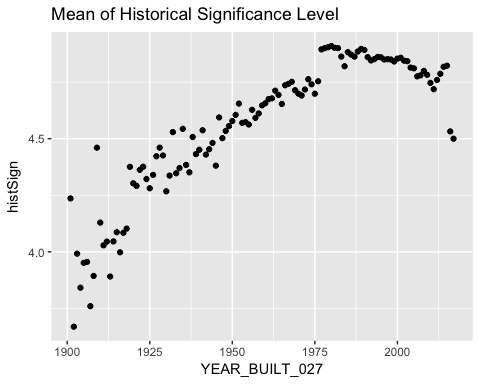 Mean of Historical Significance Level
histSign
4.5
4.0
1900 1925 1950 1975 2000
YEAR_BUILT_027